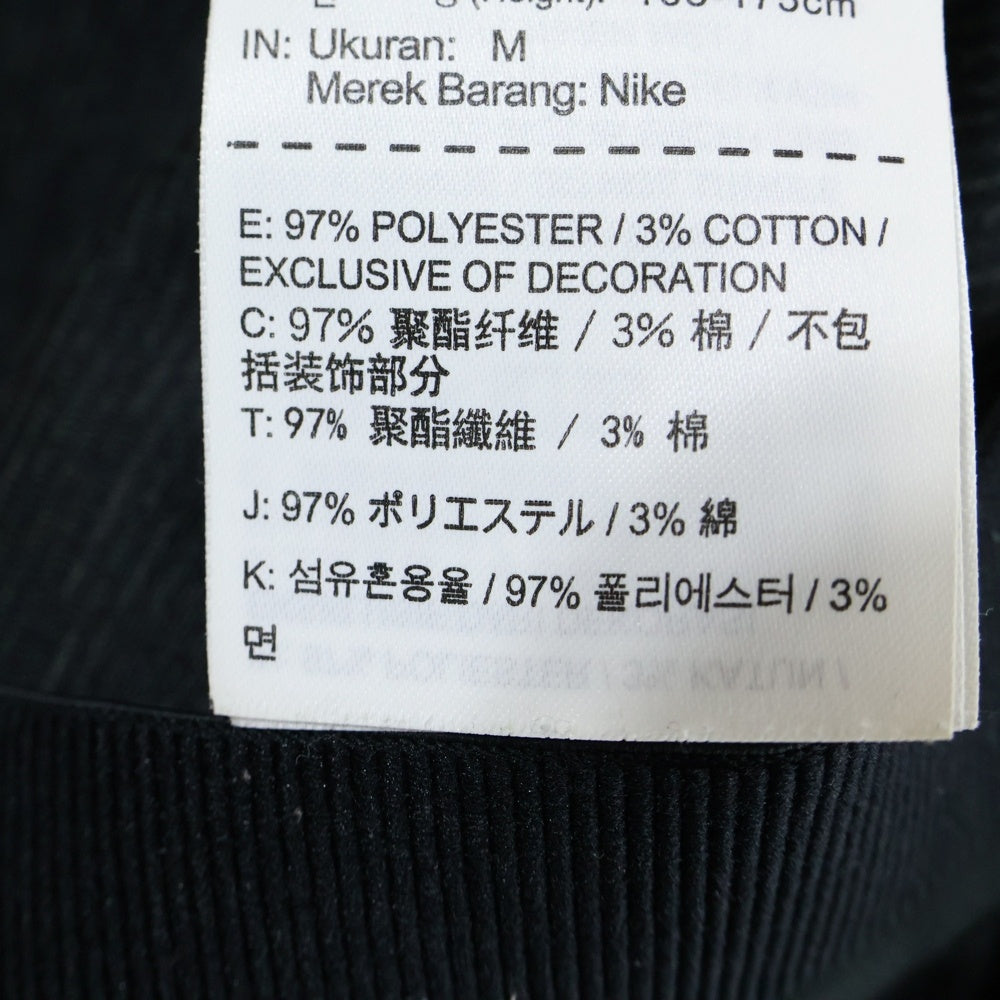 (Height):
IN: Ukuran: M
Merek Barang: Nike
E: 97% POLYESTER / 3% COTTON /
EXCLUSIVE OF DECORATION
C: 97% 聚酯纤维 / 3% 棉 / 不包
括装饰部分
T: 97% 聚酯纖維 / 3% 棉
J: 97% ポリエステル / 3% 綿
K: 섬유혼용율 / 97% 폴리에스터 / 3%
면